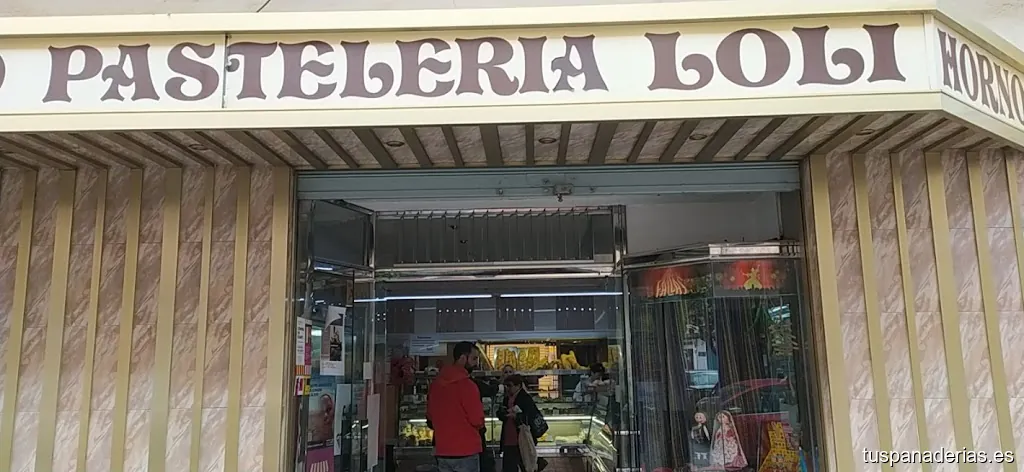 PASTELERIA LOLI
HORNO
tuspanaderias.es